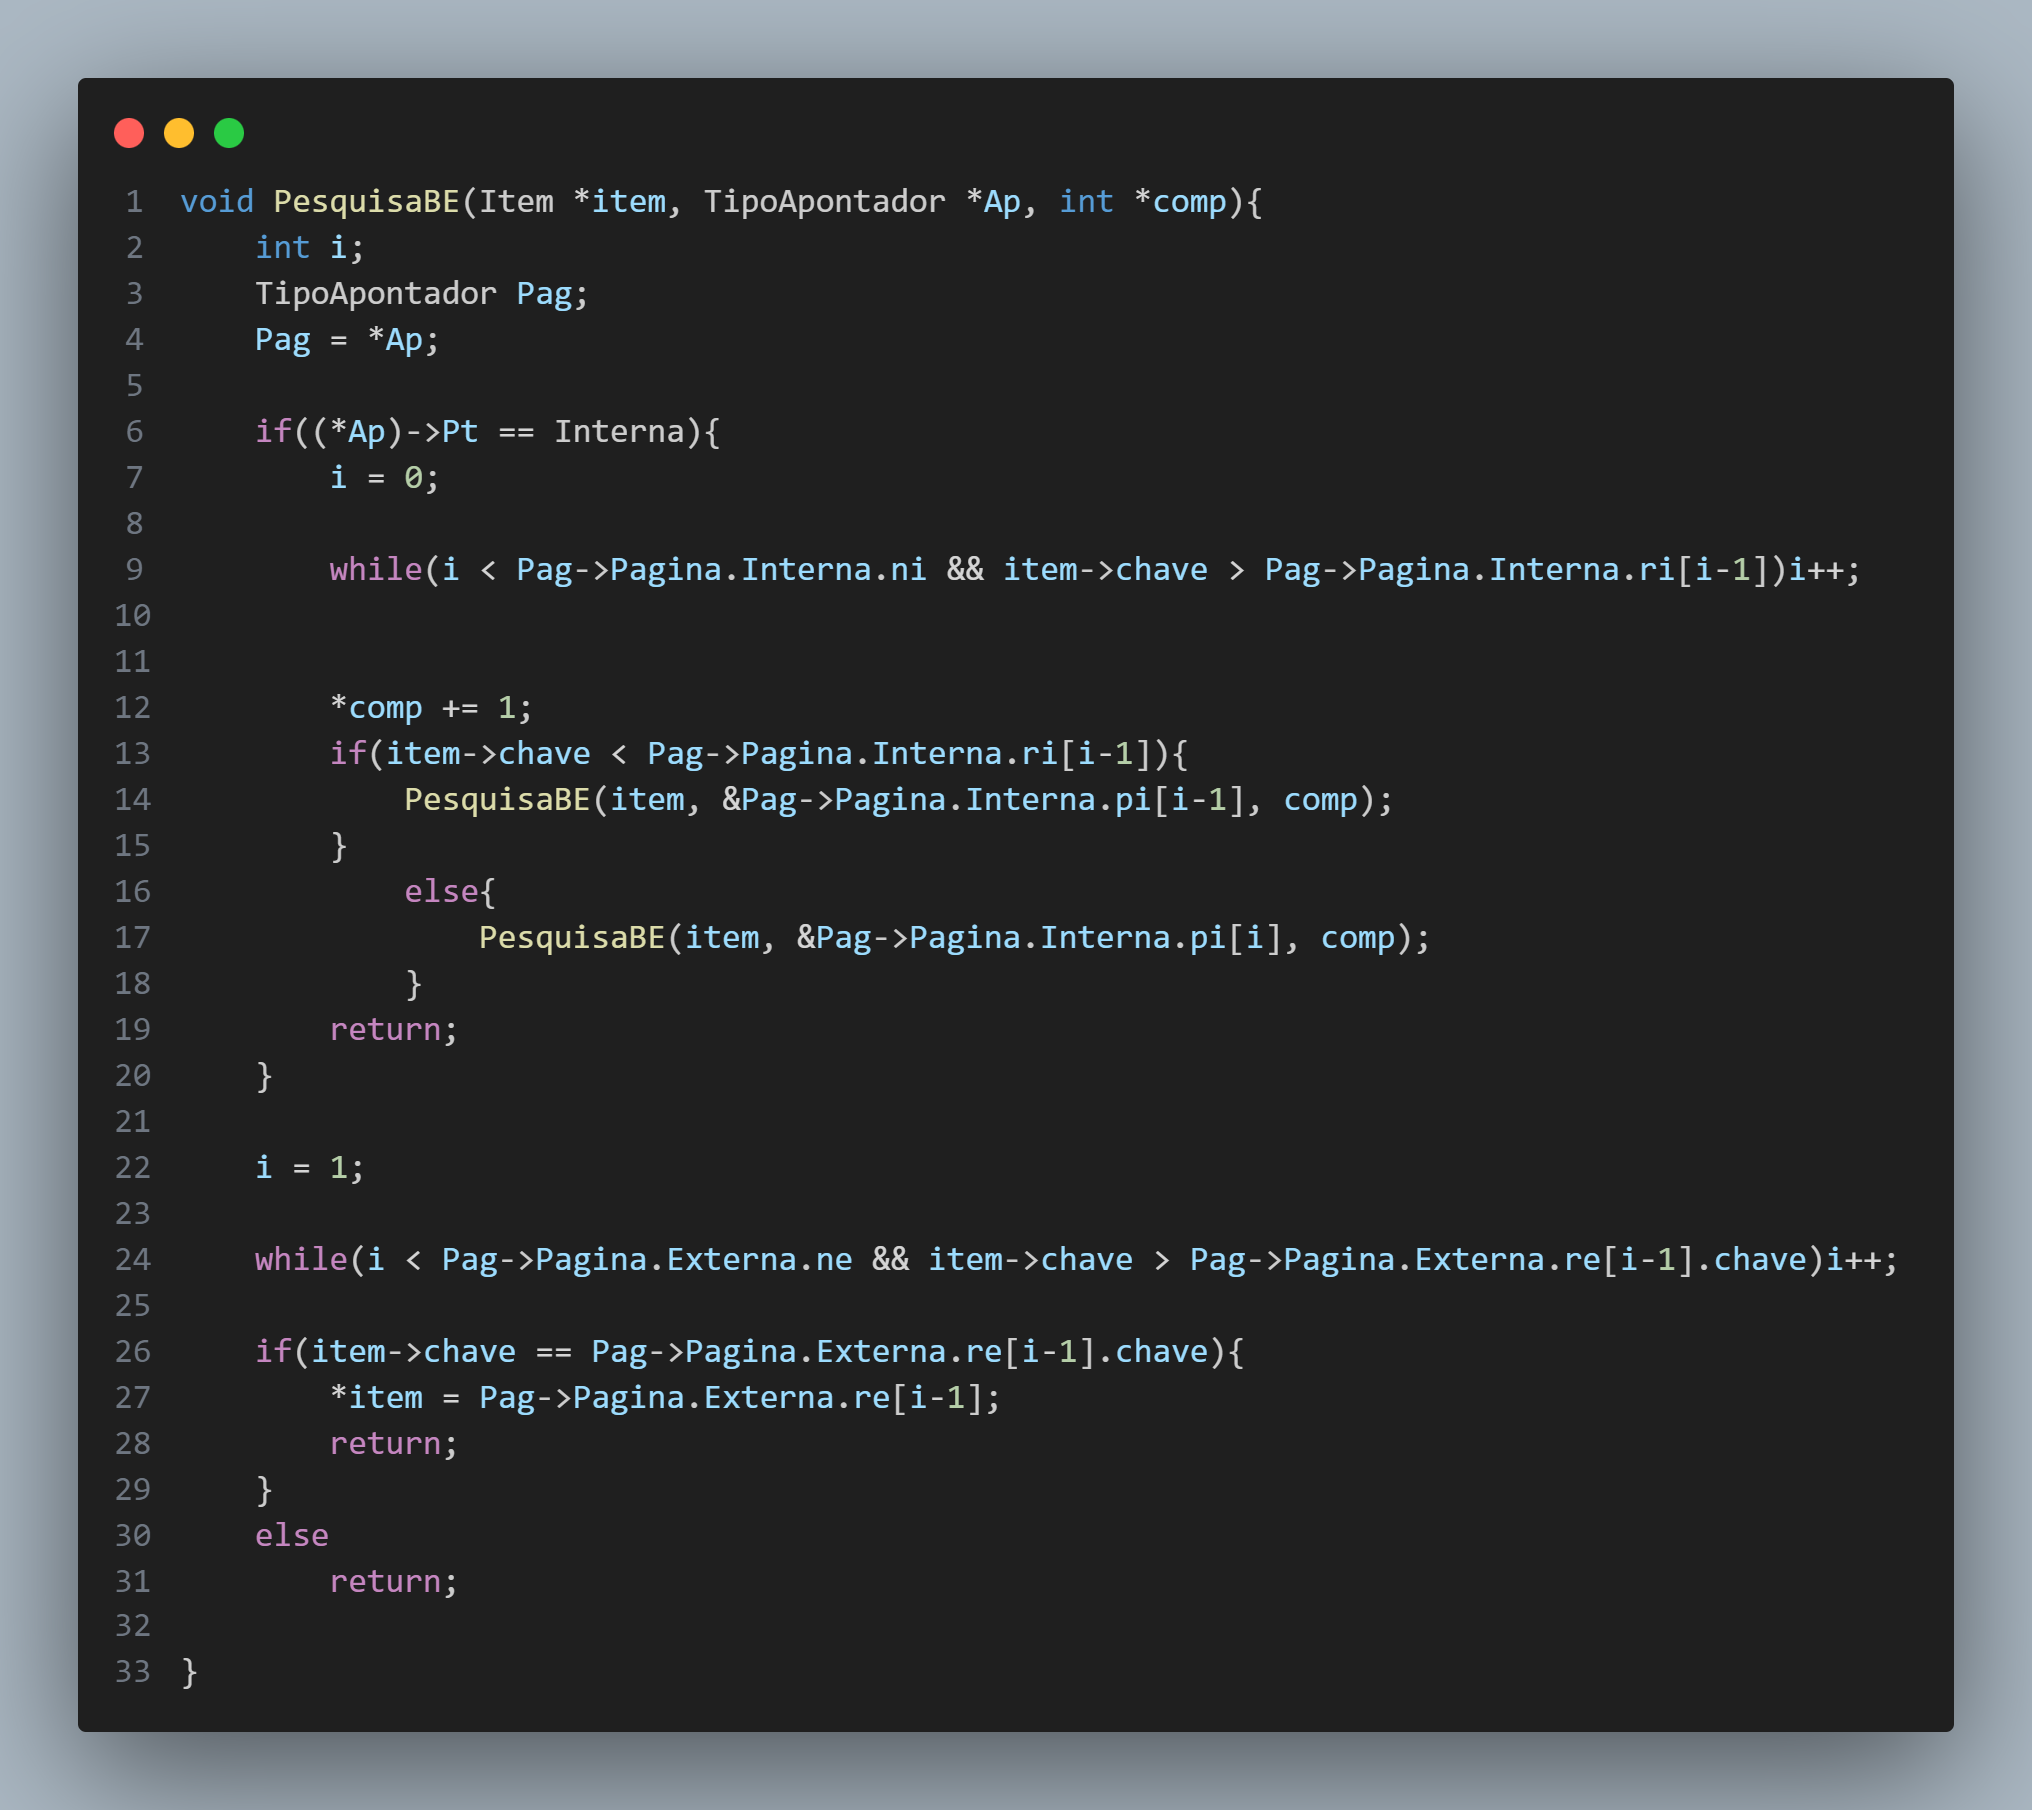 1 void PesquisaBE(Item *item, TipoApontador *Ap, int *comp){
2     int i;
3     TipoApontador Pag;
4     Pag = *Ap;
5
6     if((*Ap)->Pt == Interna){
7         i = 0;
8
9         while(i < Pag->Pagina.Interna.ni && item->chave > Pag->Pagina.Interna.ri[i-1])i++;
10
11
12         *comp += 1;
13         if(item->chave < Pag->Pagina.Interna.ri[i-1]){
14             PesquisaBE(item, &Pag->Pagina.Interna.pi[i-1], comp);
15         }
16             else{
17                 PesquisaBE(item, &Pag->Pagina.Interna.pi[i], comp);
18             }
19         return;
20     }
21
22     i = 1;
23
24     while(i < Pag->Pagina.Externa.ne && item->chave > Pag->Pagina.Externa.re[i-1].chave)i++;
25
26     if(item->chave == Pag->Pagina.Externa.re[i-1].chave){
27         *item = Pag->Pagina.Externa.re[i-1];
28         return;
29     }
30     else
31         return;
32
33 }